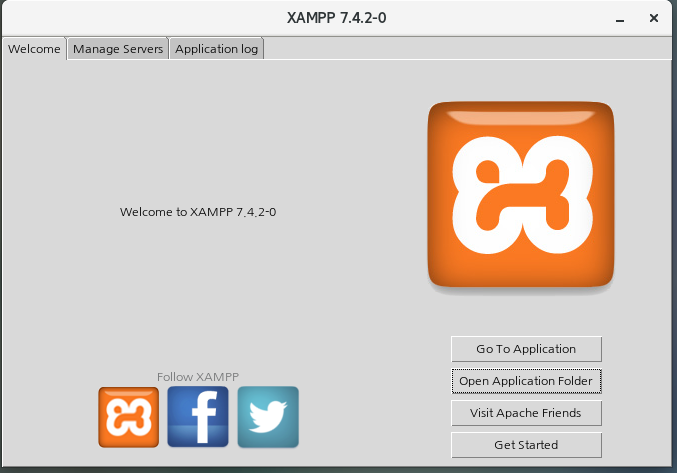 XAMPP 7.4.2-0
Welcome
Manage Servers
Application log
Welcome to XAMPP 7.4.2-0
Follow XAMPP
Go To Application
Open Application Folder
Visit Apache Friends
Get Started